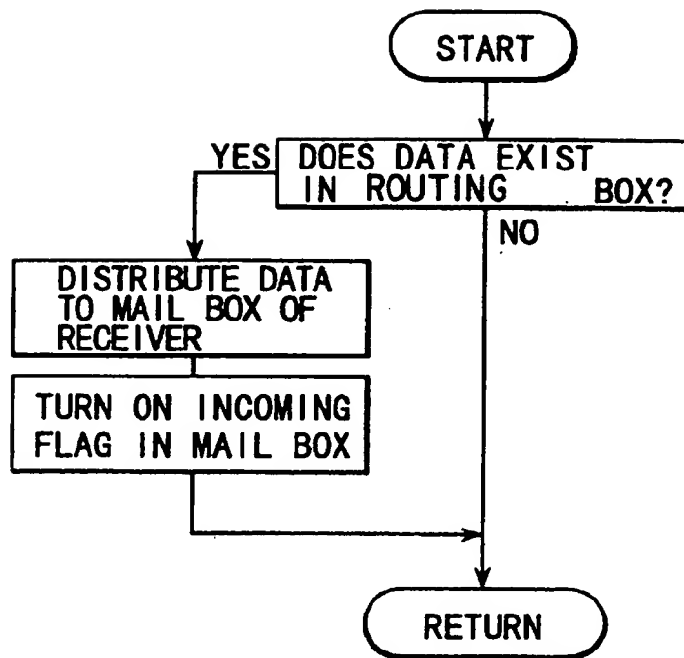 START
YES
DOES DATA EXIST
IN ROUTING BOX?
NO
DISTRIBUTE DATA
TO MAIL BOX OF
RECEIVER
TURN ON INCOMING
FLAG IN MAIL BOX
RETURN